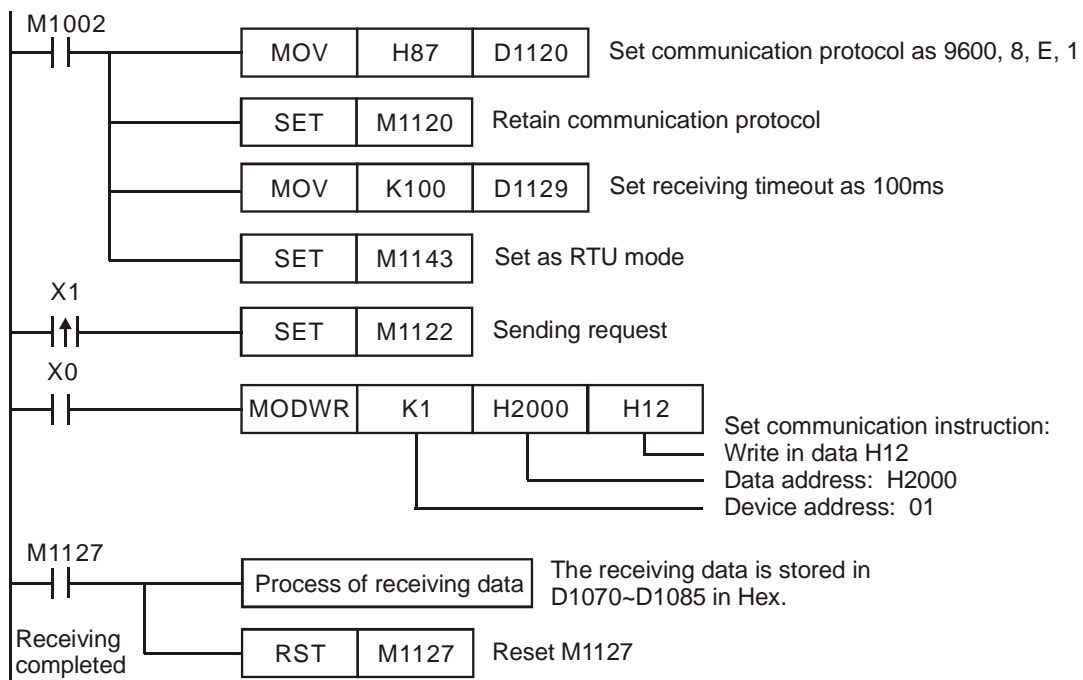 M1002
MOV H87 D1120 Set communication protocol as 9600, 8, E, 1
SET M1120 Retain communication protocol
MOV K100 D1129 Set receiving timeout as 100ms
SET M1143 Set as RTU mode
X1
SET M1122 Sending request
X0
MODWR K1 H2000 H12
Set communication instruction:
Write in data H12
Data address: H2000
Device address: 01
M1127
Process of receiving data
The receiving data is stored in
D1070~D1085 in Hex.
Receiving
completed
RST M1127 Reset M1127